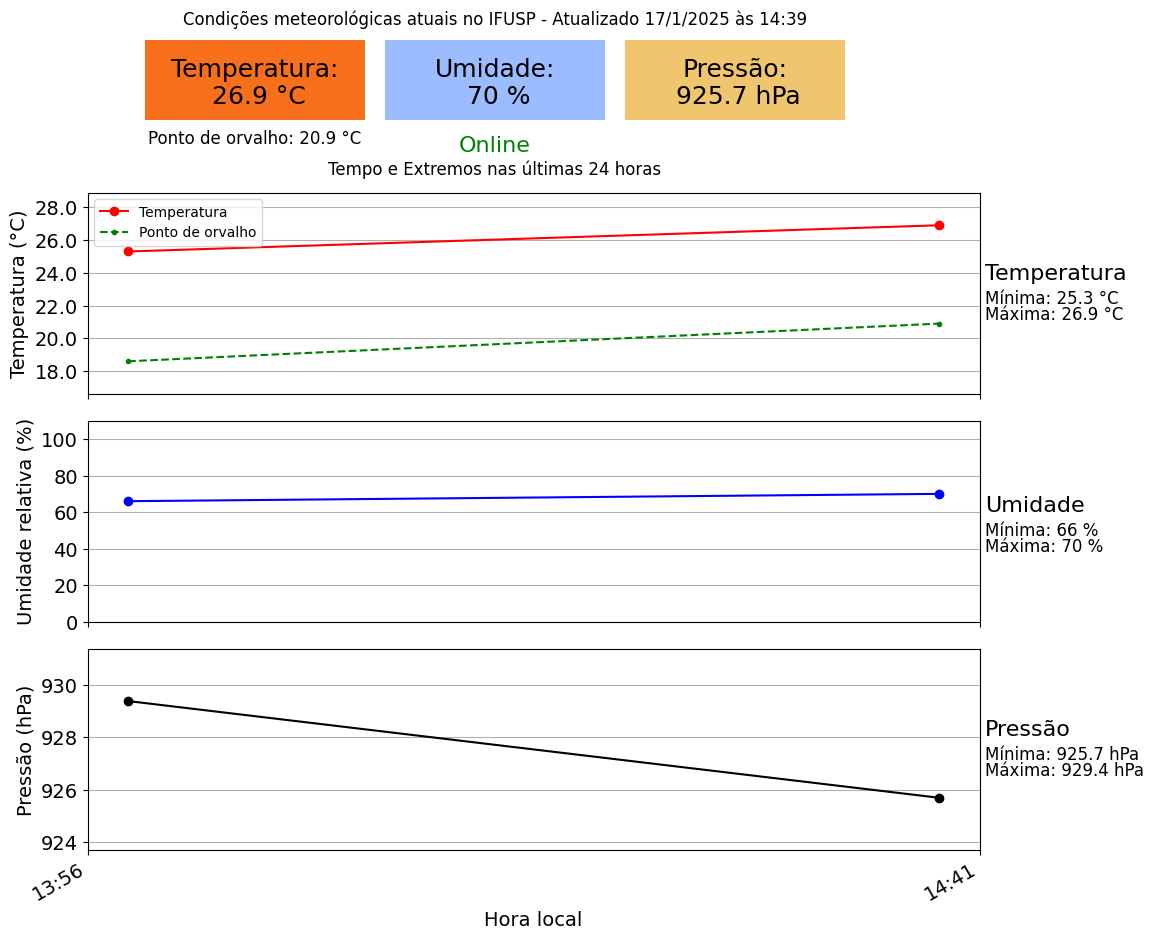 Condições meteorológicas atuais no IFUSP - Atualizado 17/1/2025 às 14:39
Temperatura:
26.9 °C
Umidade:
70 %
Pressão:
925.7 hPa
Ponto de orvalho: 20.9 °C
Online
Tempo e Extremos nas últimas 24 horas
Temperatura (°C)
28.0
26.0
24.0
22.0
20.0
18.0
Temperatura
Ponto de orvalho
Temperatura
Mínima: 25.3 °C
Máxima: 26.9 °C
Umidade relativa (%)
100
80
60
40
20
0
Umidade
Mínima: 66 %
Máxima: 70 %
Pressão (hPa)
930
928
926
924
Pressão
Mínima: 925.7 hPa
Máxima: 929.4 hPa
13:56
14:41
Hora local